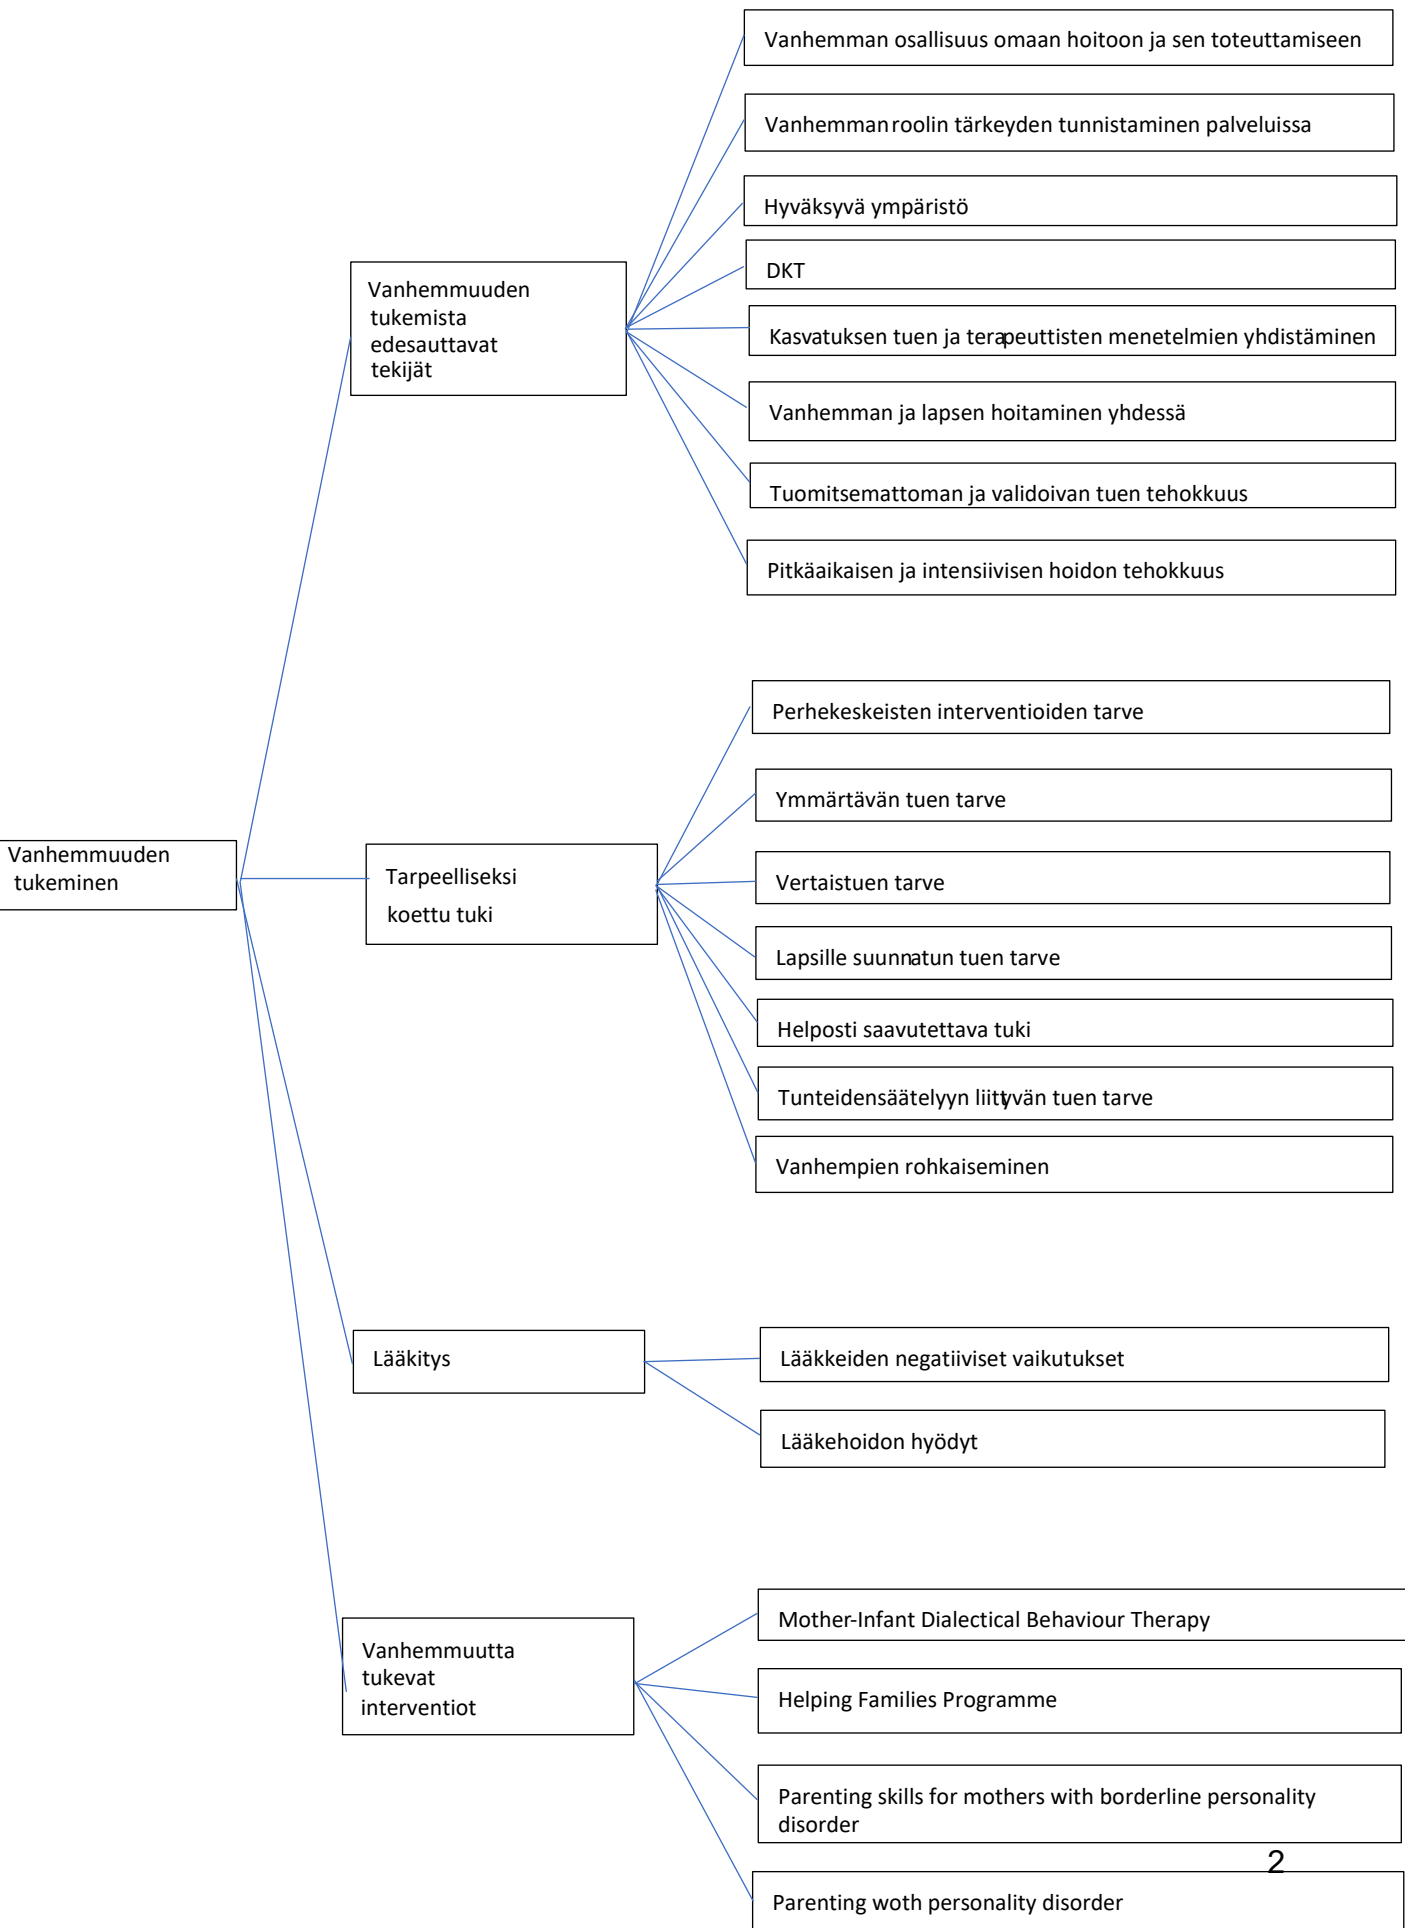 Vanhemman osallisuus omaan hoitoon ja sen toteuttamiseen
Vanhemman roolin tärkeyden tunnistaminen palveluissa
Hyväksyvä ympäristö
DKT
Kasvatuksen tuen ja terapeuttisten menetelmien yhdistäminen
Vanhemman ja lapsen hoitaminen yhdessä
Tuomitsemattoman ja validoivan tuen tehokkuus
Pitkäaikaisen ja intensiivisen hoidon tehokkuus
Vanhemmuuden
tukemista
edesauttavat
tekijät
Perhekeskeisten interventioiden tarve
Ymmärtävän tuen tarve
Vertaistuen tarve
Lapsille suunnatun tuen tarve
Helposti saavutettava tuki
Tunteidensäätelyyn liittyvän tuen tarve
Vanhempien rohkaiseminen
Tarpeelliseksi
koettu tuki
Vanhemmuuden
tukeminen
Lääkitys
Lääkkeiden negatiiviset vaikutukset
Lääkehoidon hyödyt
Vanhemmuutta
tukevat
interventiot
Mother-Infant Dialectical Behaviour Therapy
Helping Families Programme
Parenting skills for mothers with borderline personality
disorder
Parenting woth personality disorder
2